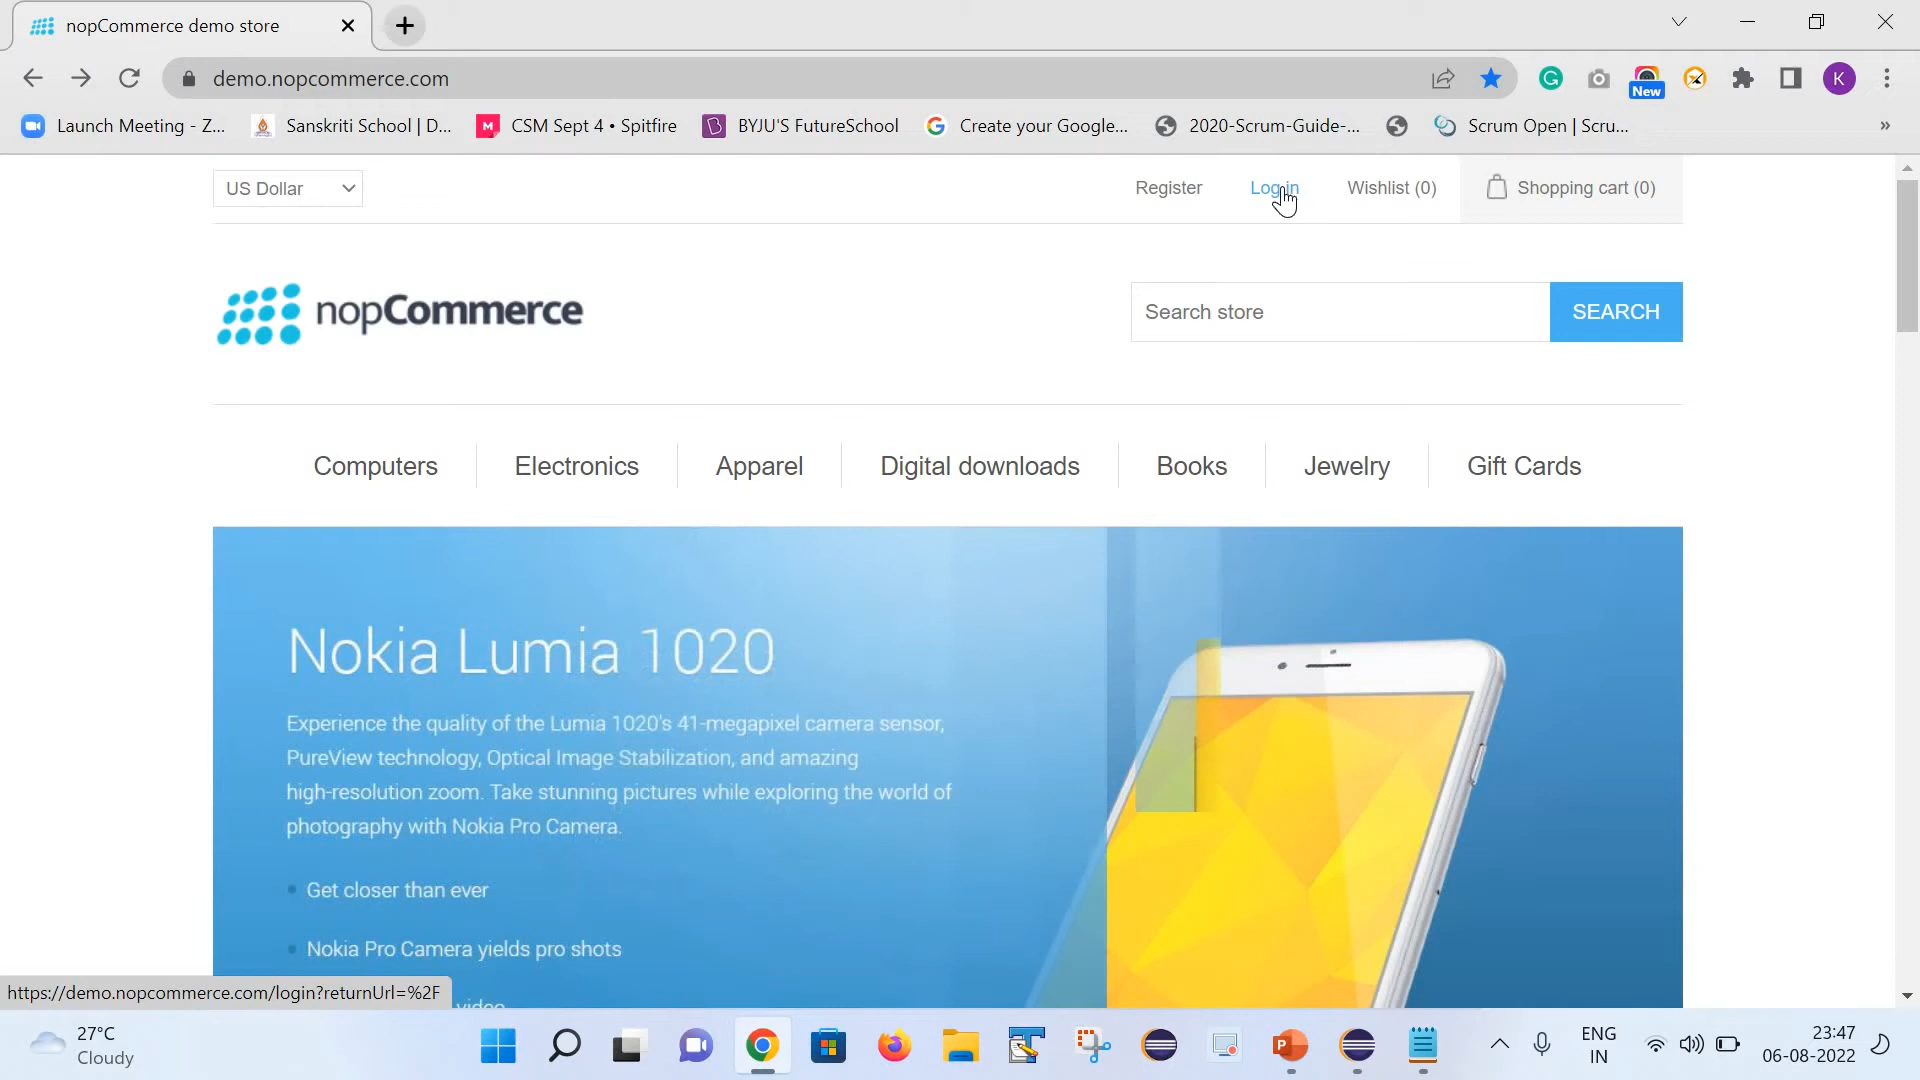 nopCommerce demo store
demo.nopcommerce.com
New
K
Launch Meeting - Z...
Sanskriti School | D...
CSM Sept 4 • Spitfire
BYJU'S FutureSchool
Create your Google...
2020-Scrum-Guide-...
Scrum Open | Scru...
»
US Dollar
Register
Log in
Wishlist (0)
Shopping cart (0)
nopCommerce
Search store
SEARCH
Computers
Electronics
Apparel
Digital downloads
Books
Jewelry
Gift Cards
Nokia Lumia 1020
Experience the quality of the Lumia 1020's 41-megapixel camera sensor,
PureView technology, Optical Image Stabilization, and amazing
high-resolution zoom. Take stunning pictures while exploring the world of
photography with Nokia Pro Camera.
• Get closer than ever
• Nokia Pro Camera yields pro shots
video
https://demo.nopcommerce.com/login?returnUrl=%2F
27°C
Cloudy
ENG
IN
23:47
06-08-2022